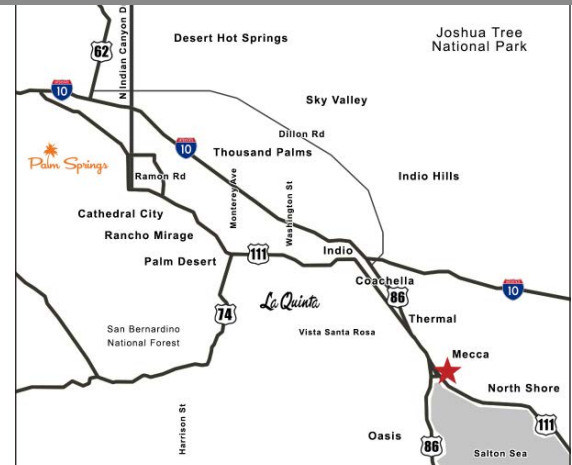 N Indian Canyon D
Desert Hot Springs
Joshua Tree
National Park
62
10
Sky Valley
Dillon Rd
10
Thousand Palms
Palm Springs
Ramon Rd
Indio Hills
Monterey Ave
Washington St
Cathedral City
Rancho Mirage
Palm Desert
111
Indio
Coachella
10
86
La Quinta
74
Thermal
San Bernardino
National Forest
Vista Santa Rosa
Mecca
North Shore
Harrison St
111
Oasis
86
Salton Sea